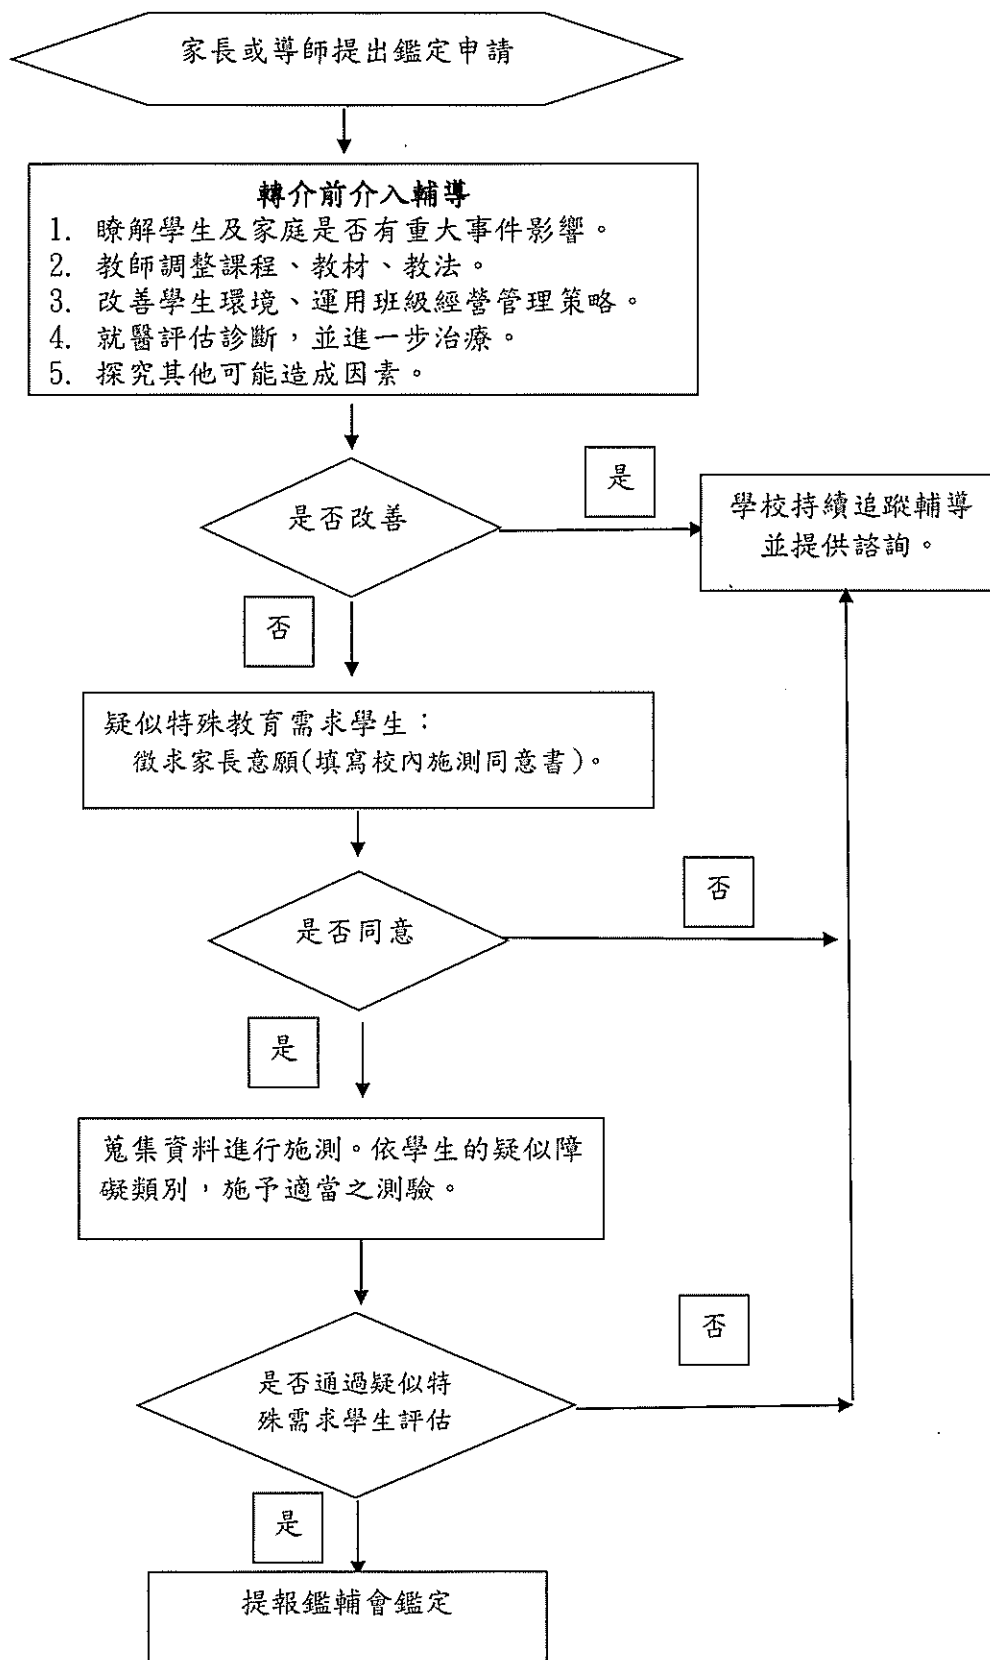 家長或導師提出鑑定申請
轉介前介入輔導
1. 瞭解學生及家庭是否有重大事件影響。
2. 教師調整課程、教材、教法。
3. 改善學生環境、運用班級經營管理策略。
4. 就醫評估診斷，並進一步治療。
5. 探究其他可能造成因素。
是否改善
是
學校持續追蹤輔導
並提供諮詢。
否
疑似特殊教育需求學生：
徵求家長意願(填寫校內施測同意書)。
是否同意
否
是
蒐集資料進行施測。依學生的疑似障
礙類別，施予適當之測驗。
是否通過疑似特
殊需求學生評估
否
是
提報鑑輔會鑑定